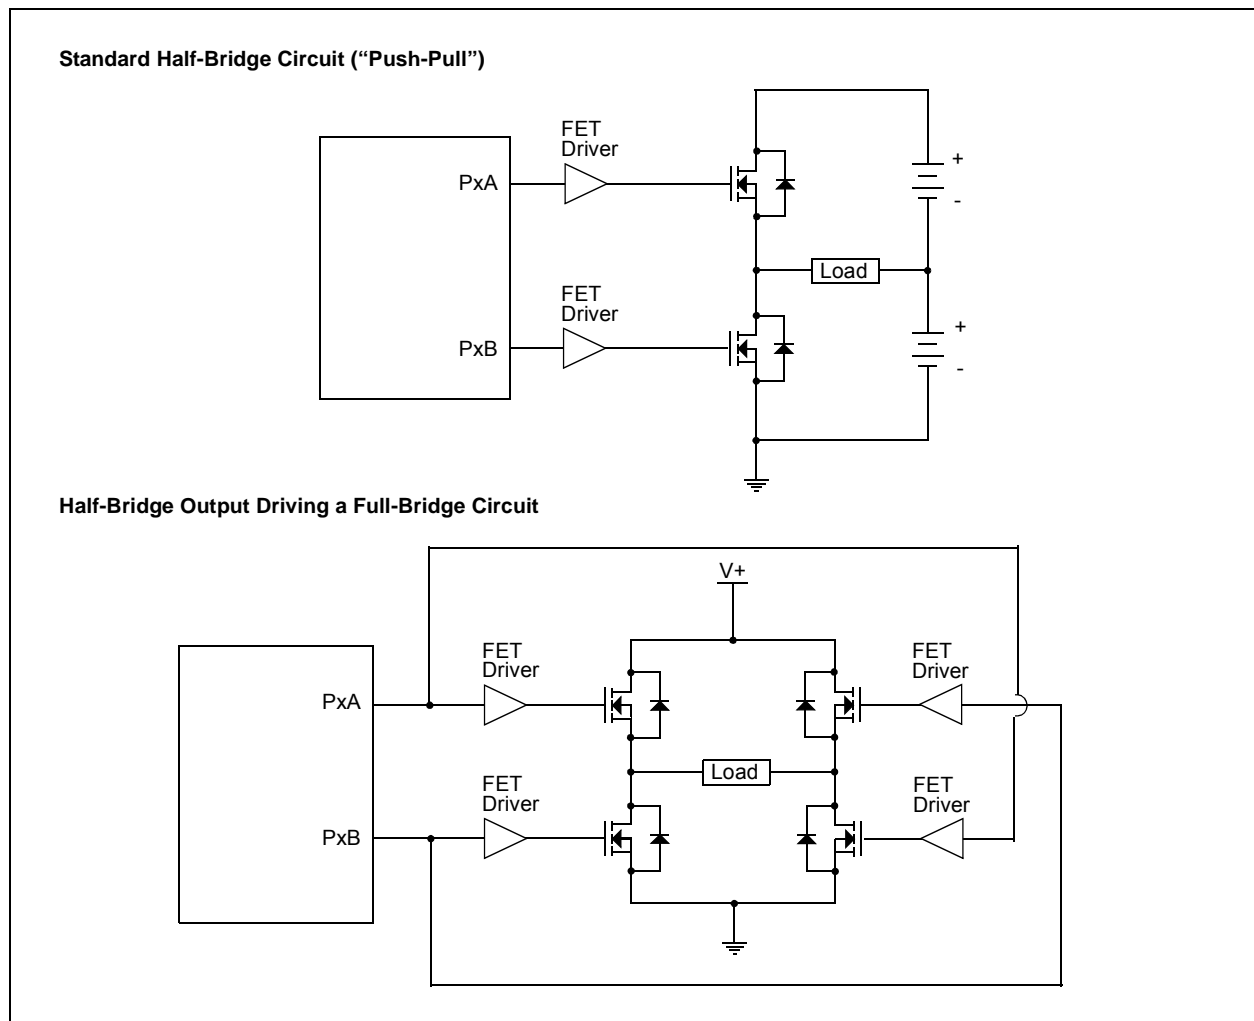 Standard Half-Bridge Circuit (“Push-Pull”)
FET
Driver
PxA
+
-
Load
FET
Driver
PxB
+
-
Half-Bridge Output Driving a Full-Bridge Circuit
V+
FET
Driver
FET
Driver
PxA
Load
FET
Driver
FET
Driver
PxB